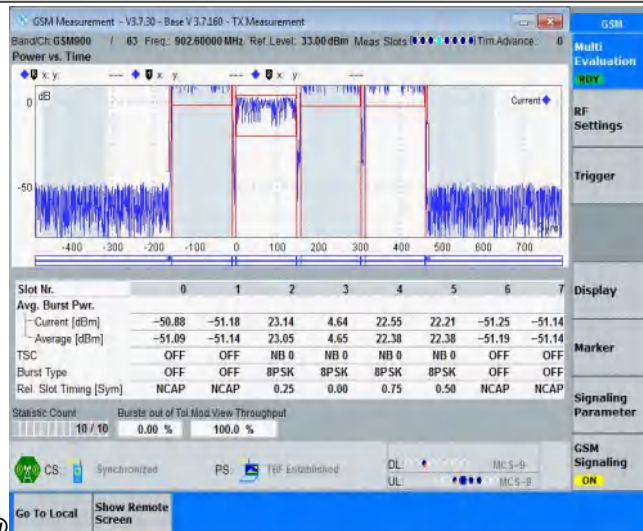 GSM Measurement - V3.7.30 - Base V 3.7.160 - TX Measurement
GSM
Band/Ch: GSM900 / 63 Freq.: 902.60000 MHz Ref. Level: 33.00 dBm Meas Slots Tim.Advance: 0
Power vs. Time
Multi Evaluation
RDY
x: y: --- x: y: --- x: y: ---
dB
Current
0
-50
Sym
-400 -300 -200 -100 0 100 200 300 400 500 600 700
RF Settings
Trigger
Slot Nr. 0 1 2 3 4 5 6 7
Avg. Burst Pwr.
Current [dBm] -50.88 -51.18 23.14 4.64 22.55 22.21 -51.25 -51.14
Average [dBm] -51.09 -51.14 23.05 4.65 22.38 22.38 -51.19 -51.14
TSC OFF OFF NB 0 NB 0 NB 0 NB 0 OFF OFF
Burst Type OFF OFF 8PSK 8PSK 8PSK 8PSK OFF OFF
Rel. Slot Timing [Sym] NCAP NCAP 0.25 0.00 0.75 0.50 NCAP NCAP
Display
Marker
Signaling Parameter
Statistic Count Bursts out of Tol. Mod.View Throughput
10 / 10 0.00 % 100.0 %
GSM Signaling
ON
CS: Synchronized PS: TBF Established DL: MCS-9
UL: MCS-9
Go To Local
Show Remote Screen